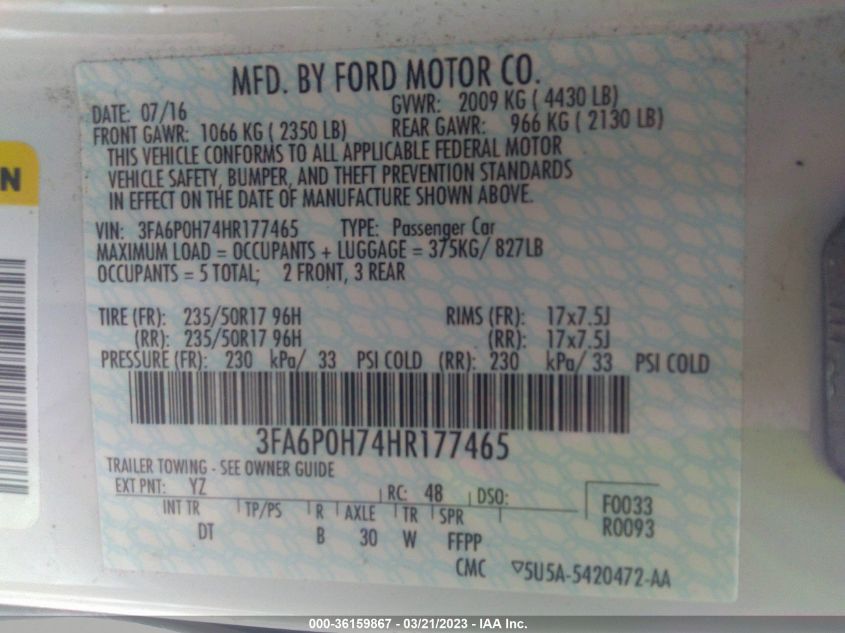 MFD. BY FORD MOTOR CO.
DATE: 07/16 GVWR: 2009 KG ( 4430 LB)
FRONT GAWR: 1066 KG ( 2350 LB) REAR GAWR: 966 KG ( 2130 LB)
THIS VEHICLE CONFORMS TO ALL APPLICABLE FEDERAL MOTOR
VEHICLE SAFETY, BUMPER, AND THEFT PREVENTION STANDARDS
IN EFFECT ON THE DATE OF MANUFACTURE SHOWN ABOVE.
VIN: 3FA6P0H74HR177465 TYPE: Passenger Car
MAXIMUM LOAD = OCCUPANTS + LUGGAGE = 375KG/ 827LB
OCCUPANTS = 5 TOTAL; 2 FRONT, 3 REAR
TIRE (FR): 235/50R17 96H RIMS (FR): 17x7.5J
(RR): 235/50R17 96H (RR): 17x7.5J
PRESSURE (FR): 230 kPa/ 33 PSI COLD (RR): 230 kPa/ 33 PSI COLD
3FA6P0H74HR177465
TRAILER TOWING - SEE OWNER GUIDE
EXT PNT: YZ RC: 48 DSO: F0033
INT TR TP/PS R AXLE TR SPR R0093
DT B 30 W FFPP
CMC 5U5A-5420472-AA
000-36159867 / 03/21/2023 - IAA Inc.